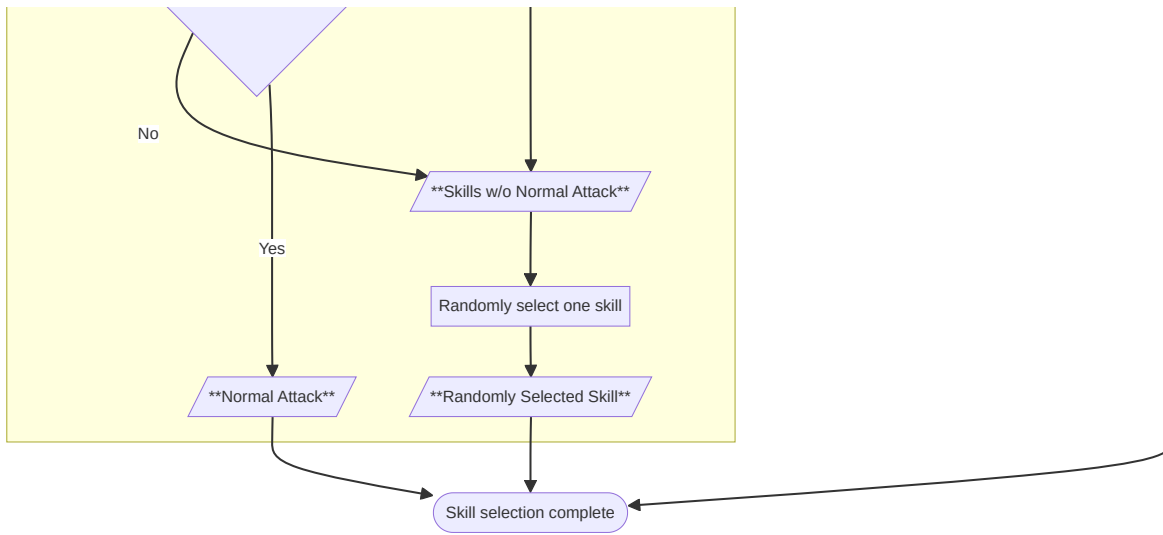 No
**Skills w/o Normal Attack**
Yes
Randomly select one skill
**Normal Attack**
**Randomly Selected Skill**
Skill selection complete